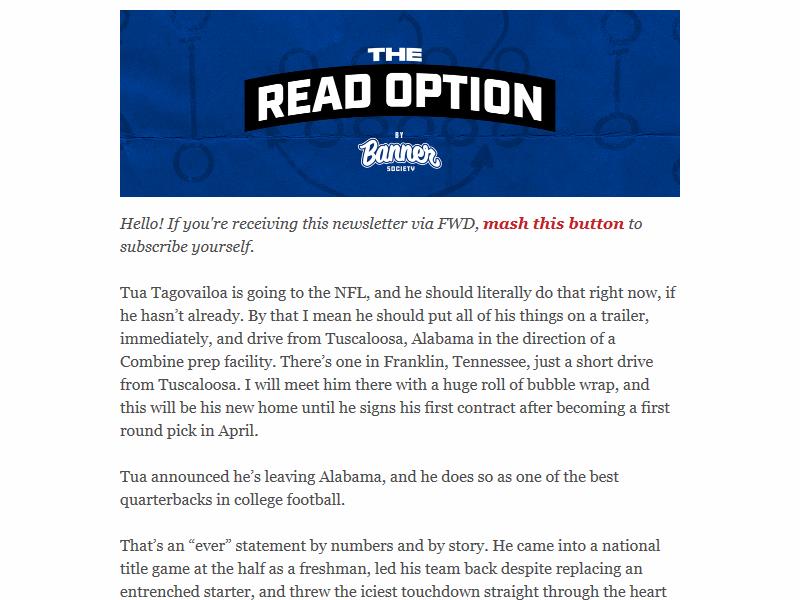 THE
READ OPTION
BY
Banner
SOCIETY
Hello! If you're receiving this newsletter via FWD, mash this button to
subscribe yourself.
Tua Tagovailoa is going to the NFL, and he should literally do that right now, if
he hasn’t already. By that I mean he should put all of his things on a trailer,
immediately, and drive from Tuscaloosa, Alabama in the direction of a
Combine prep facility. There’s one in Franklin, Tennessee, just a short drive
from Tuscaloosa. I will meet him there with a huge roll of bubble wrap, and
this will be his new home until he signs his first contract after becoming a first
round pick in April.
Tua announced he’s leaving Alabama, and he does so as one of the best
quarterbacks in college football.
That’s an “ever” statement by numbers and by story. He came into a national
title game at the half as a freshman, led his team back despite replacing an
entrenched starter, and threw the iciest touchdown straight through the heart